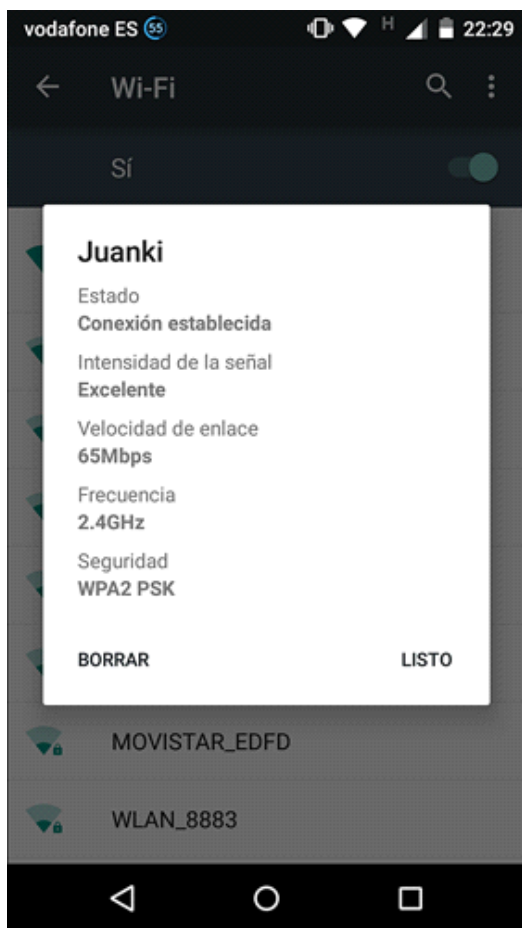 vodafone ES 55 H 22:29
Wi-Fi
Sí
Juanki
Estado
Conexión establecida
Intensidad de la señal
Excelente
Velocidad de enlace
65Mbps
Frecuencia
2.4GHz
Seguridad
WPA2 PSK
BORRAR LISTO
MOVISTAR_EDFD
WLAN_8883